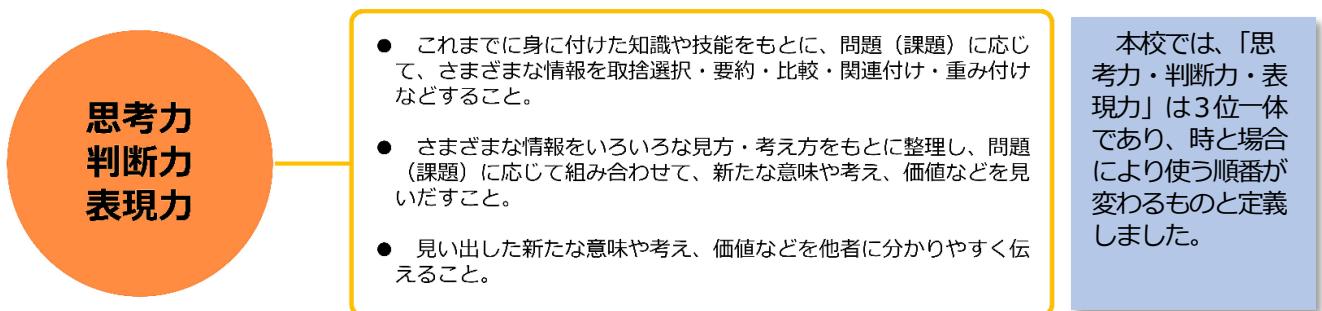 思考力
判断力
表現力
●　これまでに身に付けた知識や技能をもとに、問題（課題）に応じ
て、さまざまな情報を取捨選択・要約・比較・関連付け・重み付け
などすること。
●　さまざまな情報をいろいろな見方・考え方をもとに整理し、問題
（課題）に応じて組み合わせて、新たな意味や考え、価値などを見
いだすこと。
●　見い出した新たな意味や考え、価値などを他者に分かりやすく伝
えること。
　本校では、「思
考力・判断力・表
現力」は３位一体
であり、時と場合
により使う順番が
変わるものと定義
しました。